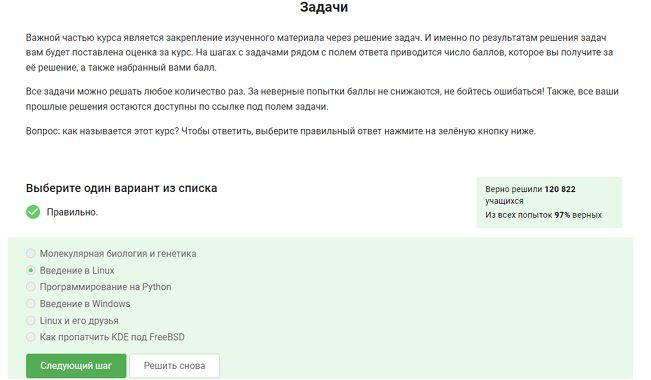 Задачи
Важной частью курса является закрепление изученного материала через решение задач. И именно по результатам решения задач
вам будет поставлена оценка за курс. На шагах с задачами рядом с полем ответа приводится число баллов, которое вы получите за
её решение, а также набранный вами балл.
Все задачи можно решать любое количество раз. За неверные попытки баллы не снижаются, не бойтесь ошибаться! Также, все ваши
прошлые решения остаются доступны по ссылке под полем задачи.
Вопрос: как называется этот курс? Чтобы ответить, выберите правильный ответ нажмите на зелёную кнопку ниже.
Выберите один вариант из списка
Правильно.
Верно решили 120 822
учащихся
Из всех попыток 97% верных
Молекулярная биология и генетика
Введение в Linux
Программирование на Python
Введение в Windows
Linux и его друзья
Как пропатчить KDE под FreeBSD
Следующий шаг
Решить снова